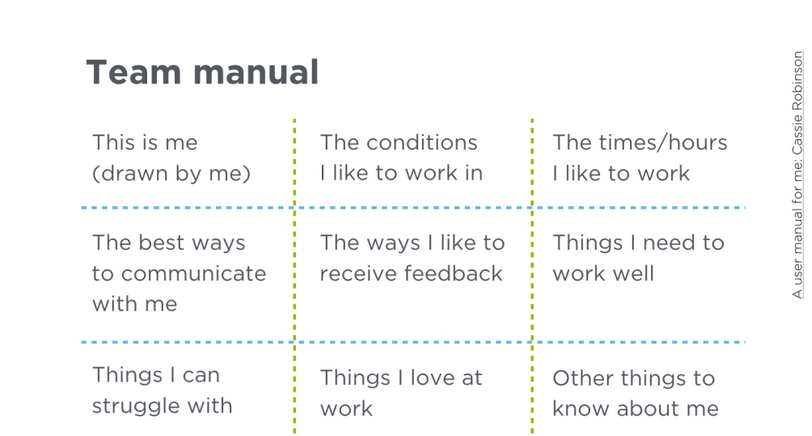 Team manual
This is me
(drawn by me)
The conditions
I like to work in
The times/hours
I like to work
The best ways
to communicate
with me
The ways I like to
receive feedback
Things I need to
work well
Things I can
struggle with
Things I love at
work
Other things to
know about me
A user manual for me: Cassie Robinson